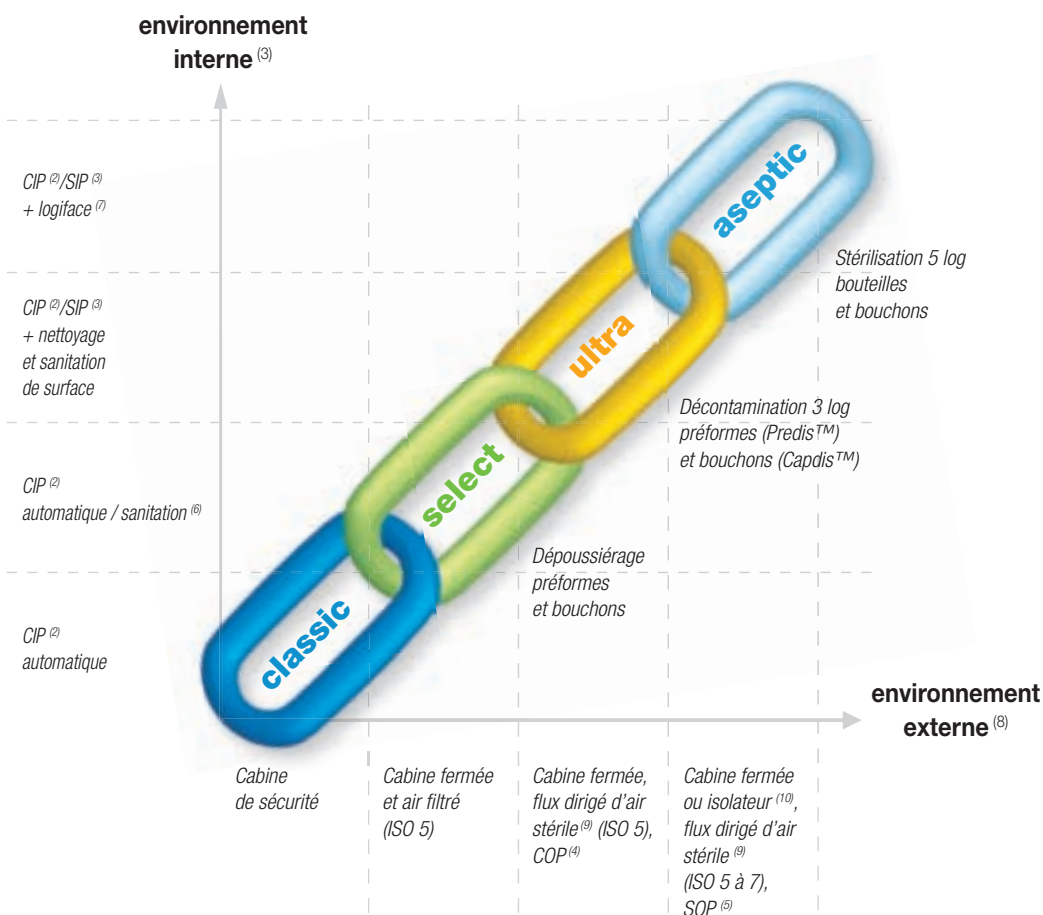 environnement
interne (3)
CIP (2)/SIP (3)
+ logiface (7)
aseptic
Stérilisation 5 log
bouteilles
et bouchons
CIP (2)/SIP (3)
+ nettoyage
et sanitation
de surface
ultra
Décontamination 3 log
préformes (Predis™)
et bouchons (Capdis™)
CIP (2)
automatique / sanitation (6)
select
Dépoussiérage
préformes
et bouchons
CIP (2)
automatique
classic
environnement
externe (8)
Cabine
de sécurité
Cabine fermée
et air filtré
(ISO 5)
Cabine fermée,
flux dirigé d'air
stérile (9) (ISO 5),
COP (4)
Cabine fermée
ou isolateur (10),
flux dirigé d'air
stérile (9)
(ISO 5 à 7),
SOP (5)